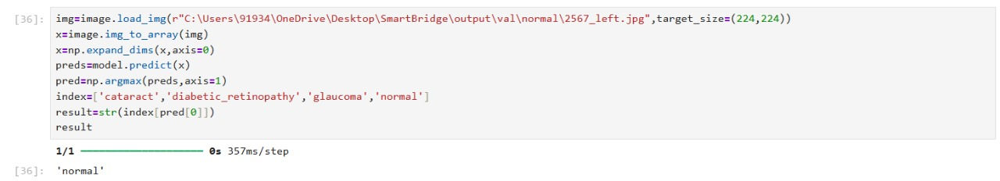 [36]: img=image.load_img(r"C:\Users\91934\OneDrive\Desktop\SmartBridge\output\val\normal\2567_left.jpg",target_size=(224,224))
x=image.img_to_array(img)
x=np.expand_dims(x,axis=0)
preds=model.predict(x)
pred=np.argmax(preds,axis=1)
index=['cataract','diabetic_retinopathy','glaucoma','normal']
result=str(index[pred[0]])
result
1/1 0s 357ms/step
[36]: 'normal'